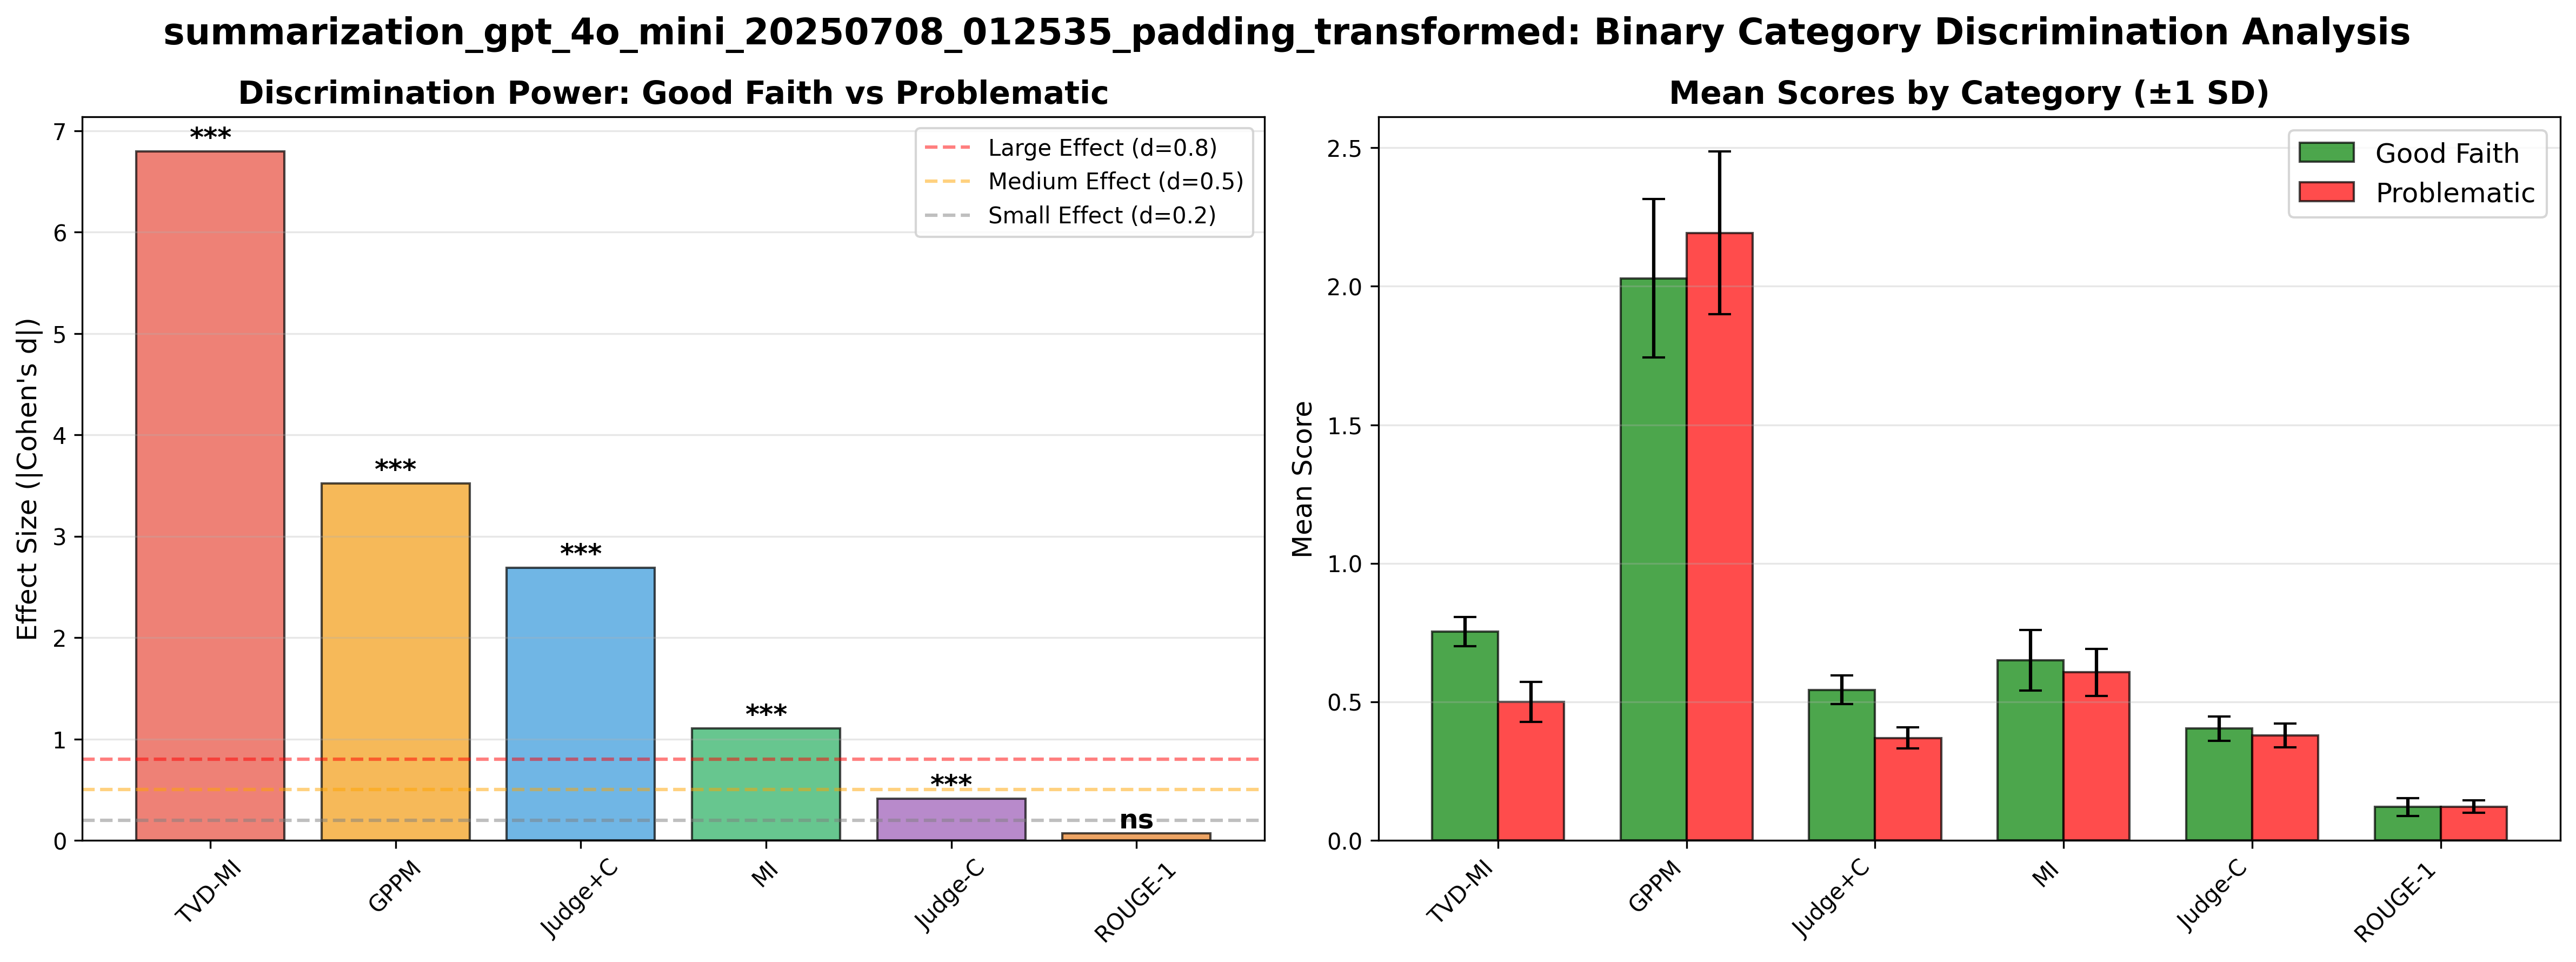 summarization_gpt_4o_mini_20250708_012535_padding_transformed: Binary Category Discrimination Analysis
Discrimination Power: Good Faith vs Problematic
Effect Size (|Cohen's d|)
7
6
5
4
3
2
1
0
***
***
***
***
***
ns
Large Effect (d=0.8)
Medium Effect (d=0.5)
Small Effect (d=0.2)
TVD-MI
GPPM
Judge+C
MI
Judge-C
ROUGE-1
Mean Scores by Category (±1 SD)
Mean Score
2.5
2.0
1.5
1.0
0.5
0.0
Good Faith
Problematic
TVD-MI
GPPM
Judge+C
MI
Judge-C
ROUGE-1